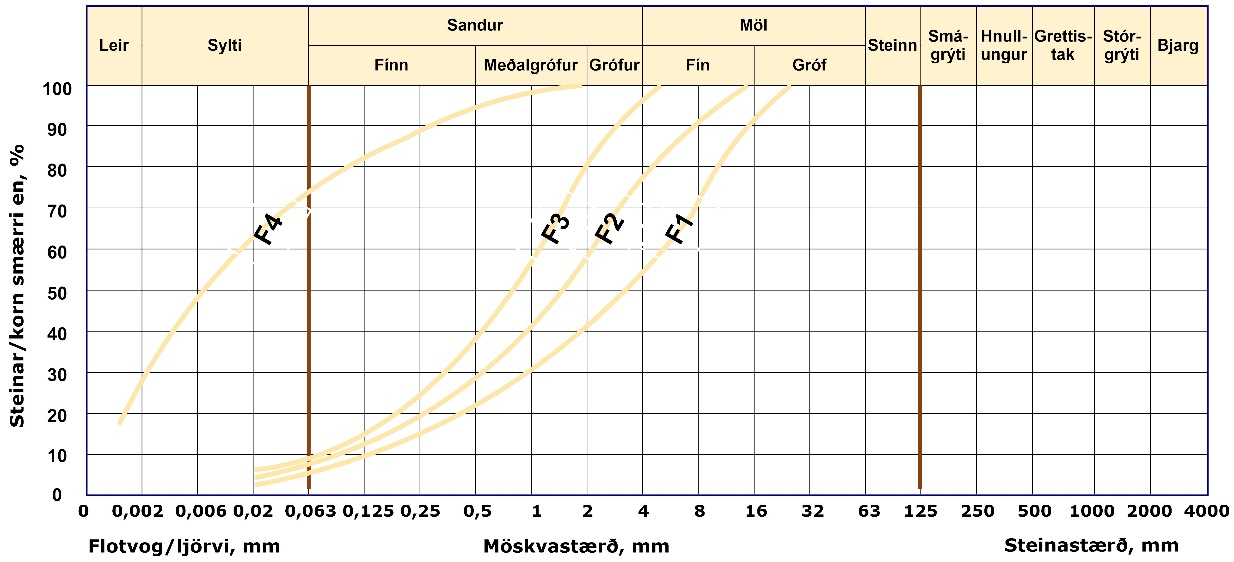 Sandur
Möl
Leir
Sylti
Steinn
Smá-
grýti
Hnull-
ungur
Grettis-
tak
Stór-
grýti
Bjarg
Fínn
Meðalgrófur
Grófur
Fín
Gróf
Steinar/korn smærri en, %
100
90
80
70
60
50
40
30
20
10
0
F4
F3
F2
F1
0 0,002 0,006 0,02 0,063 0,125 0,25 0,5 1 2 4 8 16 32 63 125 250 500 1000 2000 4000
Flotvog/ljörvi, mm
Möskvastærð, mm
Steinastærð, mm